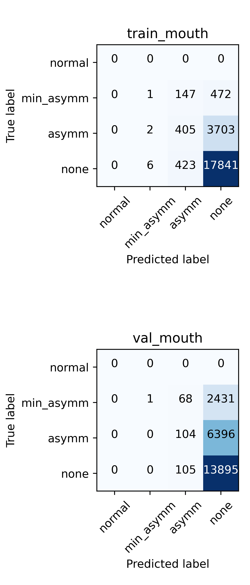 train_mouth
True label
normal 0 0 0 0
min_asymm 0 1 147 472
asymm 0 2 405 3703
none 0 6 423 17841
normal min_asymm asymm none
Predicted label
val_mouth
True label
normal 0 0 0 0
min_asymm 0 1 68 2431
asymm 0 0 104 6396
none 0 0 105 13895
normal min_asymm asymm none
Predicted label